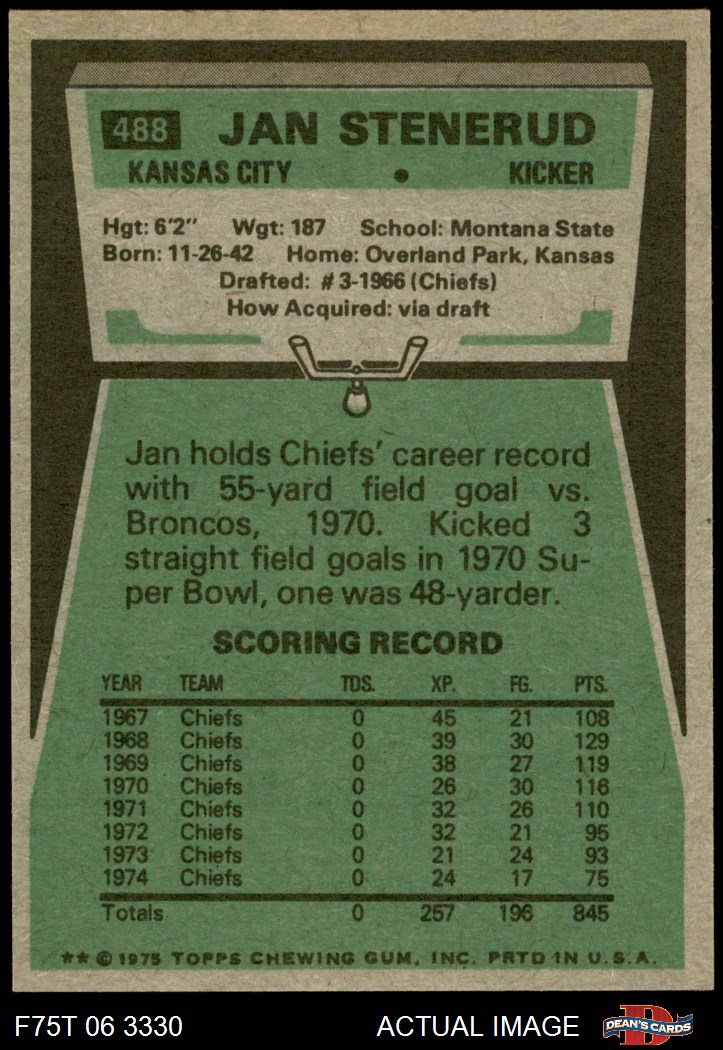 488 JAN STENERUD
KANSAS CITY • KICKER
Hgt: 6'2" Wgt: 187 School: Montana State
Born: 11-26-42 Home: Overland Park, Kansas
Drafted: #3-1966 (Chiefs)
How Acquired: via draft
Jan holds Chiefs' career record
with 55-yard field goal vs.
Broncos, 1970. Kicked 3
straight field goals in 1970 Su-
per Bowl, one was 48-yarder.
SCORING RECORD
YEAR TEAM TDS. XP. FG. PTS.
1967 Chiefs 0 45 21 108
1968 Chiefs 0 39 30 129
1969 Chiefs 0 38 27 119
1970 Chiefs 0 26 30 116
1971 Chiefs 0 32 26 110
1972 Chiefs 0 32 21 95
1973 Chiefs 0 21 24 93
1974 Chiefs 0 24 17 75
Totals 0 257 196 845
** © 1975 TOPPS CHEWING GUM, INC. PRTD IN U.S.A.
F75T 06 3330 ACTUAL IMAGE D DEAN'S CARDS